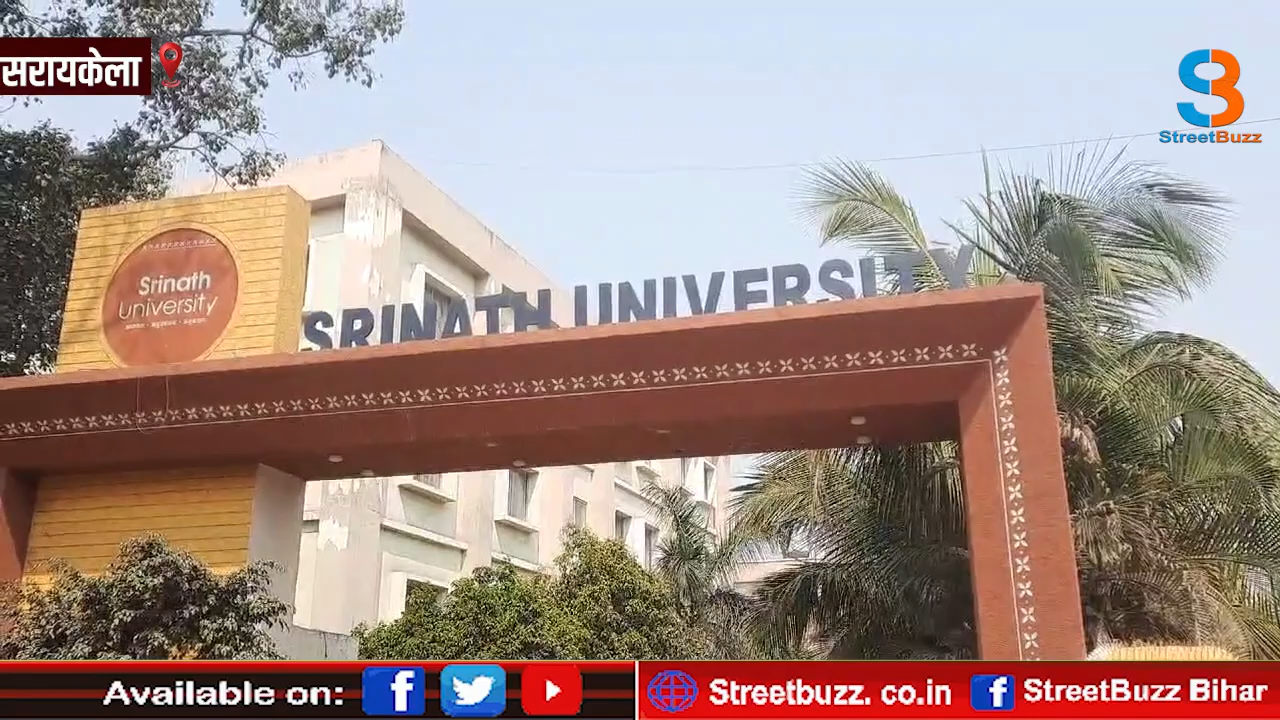 सरायकेला
StreetBuzz
Srinath
University
SRINATH UNIVERSITY
Available on:
Streetbuzz. co.in
StreetBuzz Bihar